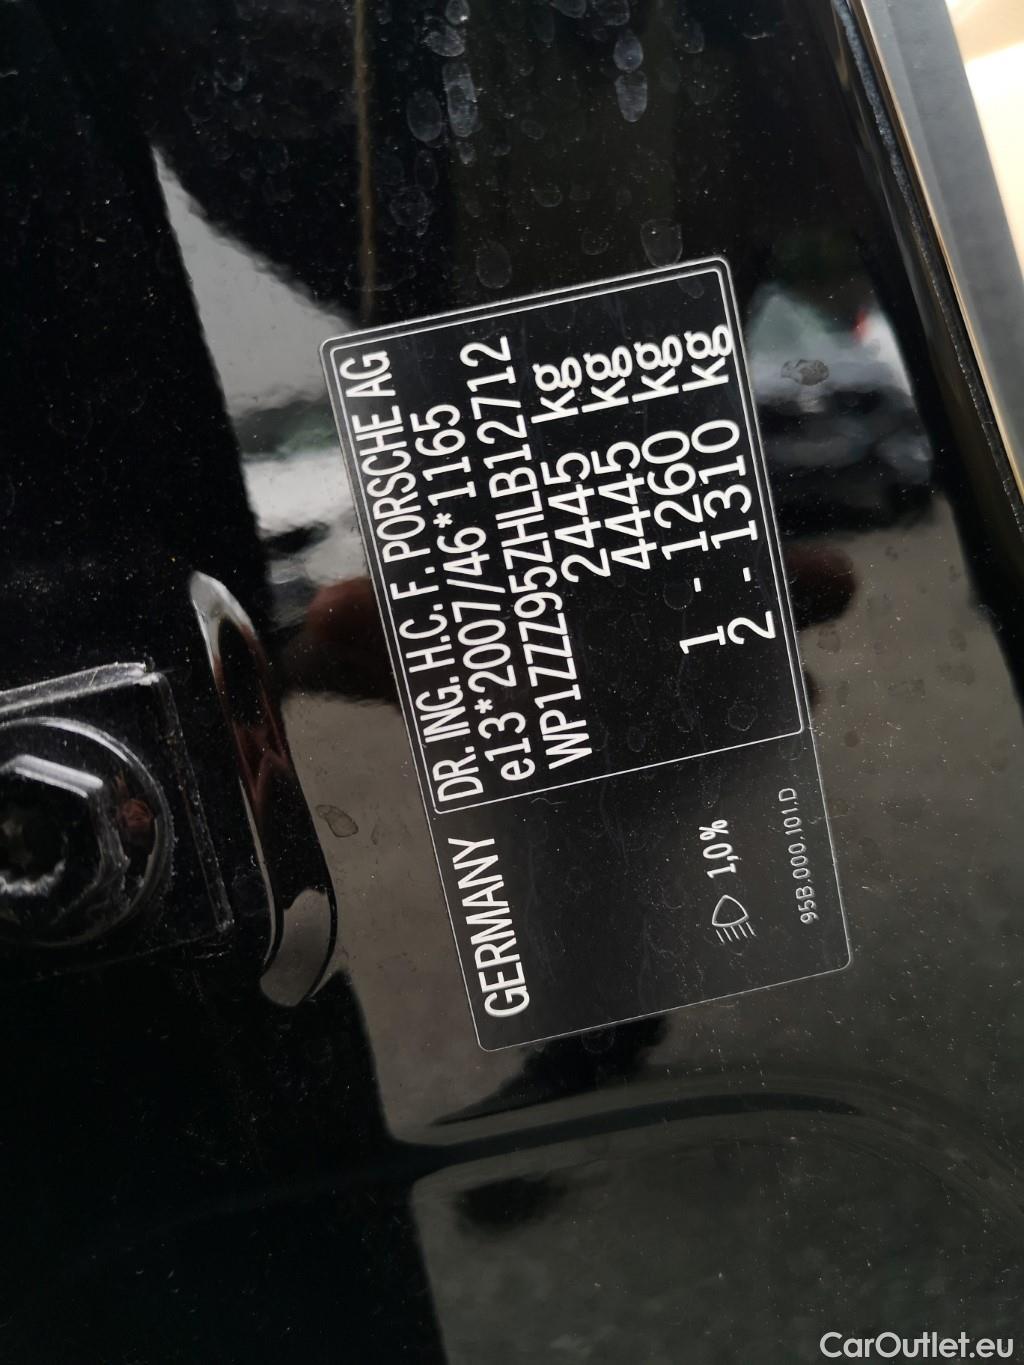 GERMANY
DR. ING. H.C. F. PORSCHE AG
e13*2007/46*1165
WP1ZZZ95ZHLB12712
2445 kg
4445 kg
1 - 1260 kg
2 - 1310 kg
1,0%
95B.000.101.D
CarOutlet.eu